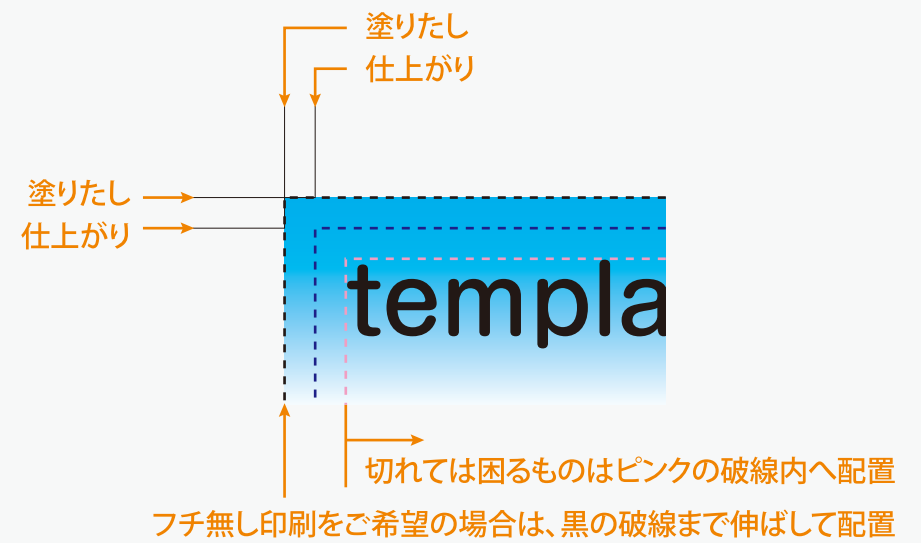 塗りたし
仕上がり
塗りたし
仕上がり
templa
切れては困るものはピンクの破線内へ配置
フチ無し印刷をご希望の場合は、黒の破線まで伸ばして配置